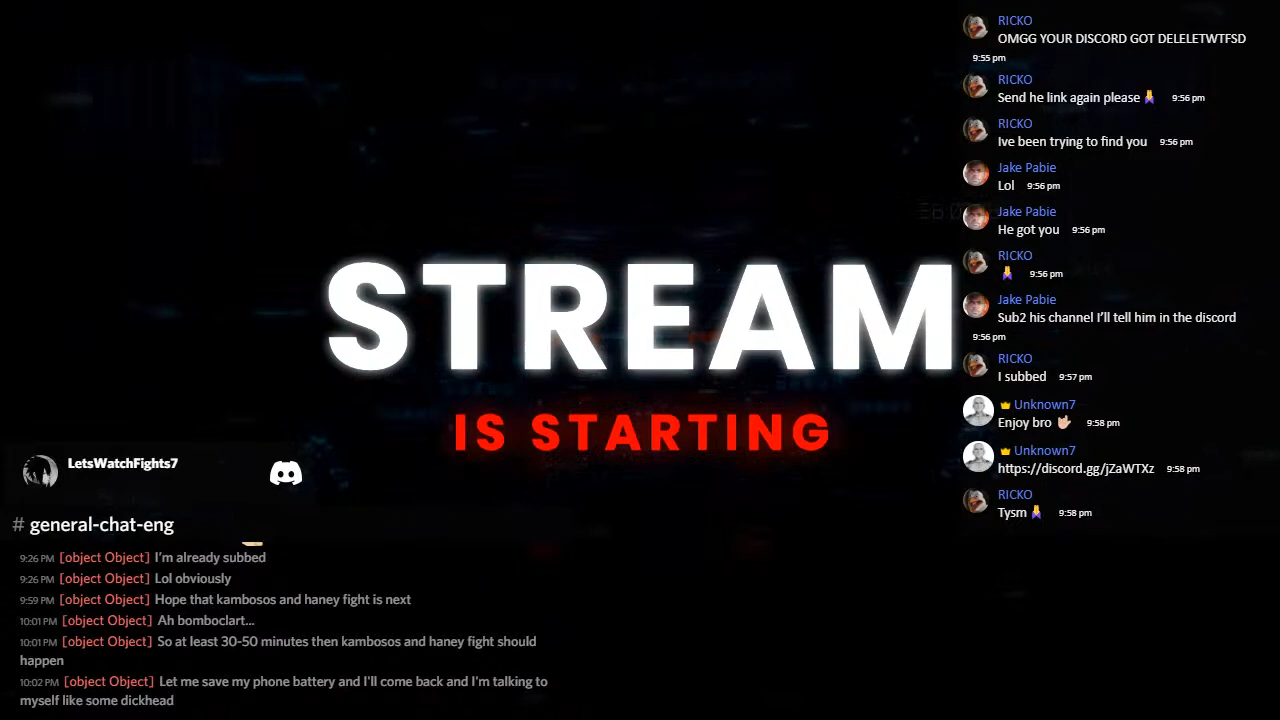 RICKO
OMGG YOUR DISCORD GOT DELELETWTFSD
9:55 pm
RICKO
Send he link again please 9:56 pm
RICKO
Ive been trying to find you 9:56 pm
Jake Pabie
Lol 9:56 pm
Jake Pabie
He got you 9:56 pm
RICKO
9:56 pm
Jake Pabie
Sub2 his channel I'll tell him in the discord
9:56 pm
RICKO
I subbed 9:57 pm
Unknown7
Enjoy bro 9:58 pm
Unknown7
https://discord.gg/jZaWTXz 9:58 pm
RICKO
Tysm 9:58 pm
STREAM
IS STARTING
LetsWatchFights7
# general-chat-eng
9:26 PM [object Object] I'm already subbed
9:26 PM [object Object] Lol obviously
9:59 PM [object Object] Hope that kambosos and haney fight is next
10:01 PM [object Object] Ah bomboclart...
10:01 PM [object Object] So at least 30-50 minutes then kambosos and haney fight should
happen
10:02 PM [object Object] Let me save my phone battery and I'll come back and I'm talking to
myself like some dickhead